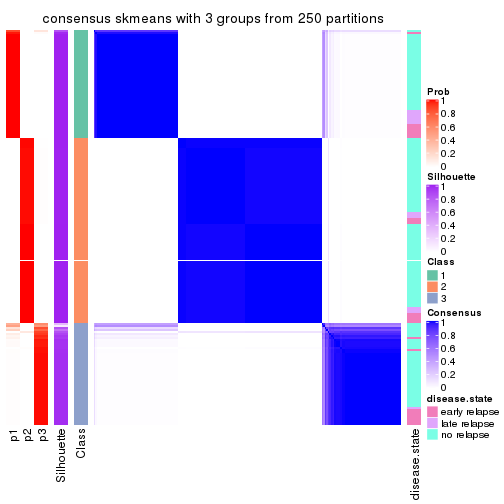 consensus skmeans with 3 groups from 250 partitions
Prob
1
0.8
0.6
0.4
0.2
0
Silhouette
1
0.8
0.6
0.4
0.2
0
Class
1
2
3
Consensus
1
0.8
0.6
0.4
0.2
0
disease.state
early relapse
late relapse
no relapse
p1
p2
p3
Silhouette
Class
disease.state